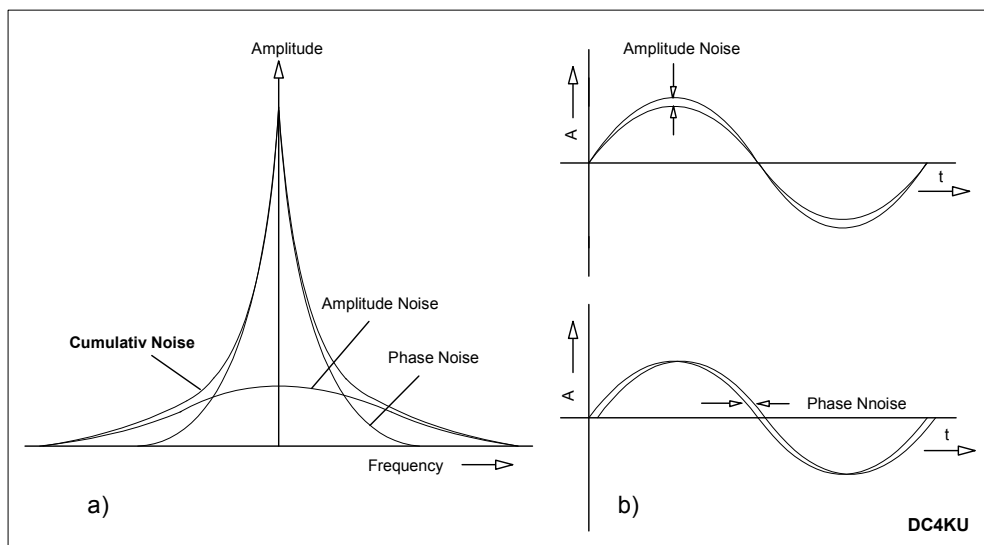 Amplitude
Amplitude Noise
Cumulativ Noise
Phase Noise
Frequency
a)
Amplitude Noise
A
t
Phase Nnoise
A
t
b)
DC4KU